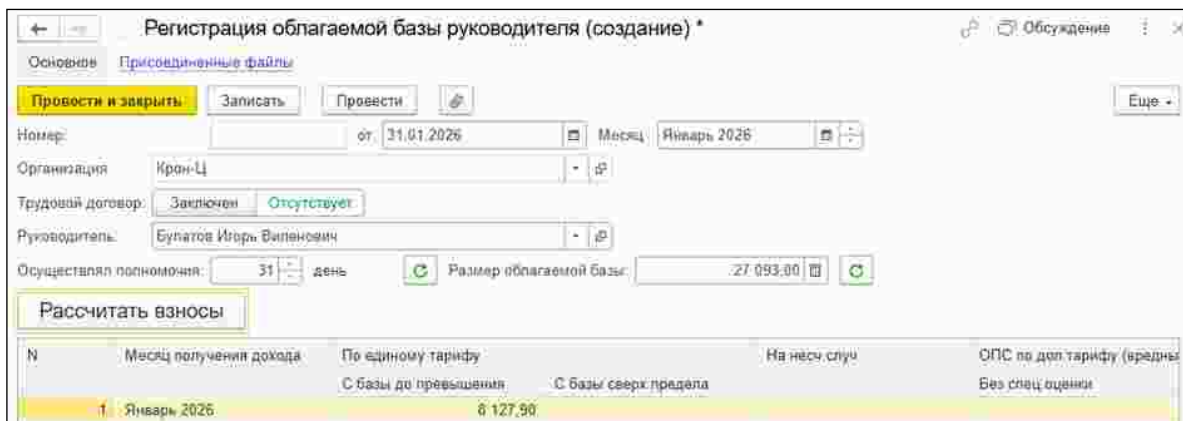 Регистрация облагаемой базы руководителя (создание) *
Обсуждение
Основное Присоединенные файлы
Провести и закрыть Записать Провести Еще
Номер: от: 31.01.2026 Месяц: Январь 2026
Организация Крон-Ц
Трудовой договор: Заключен Отсутствует
Руководитель: Булатов Игорь Виленович
Осуществлял полномочия: 31 день Размер облагаемой базы: 27 093,00
Рассчитать взносы
N Месяц получения дохода По единому тарифу На несч.случ ОПС по доп.тарифу (вредны
С базы до превышения С базы сверх предела Без спец.оценки
1 Январь 2026 8 127,90